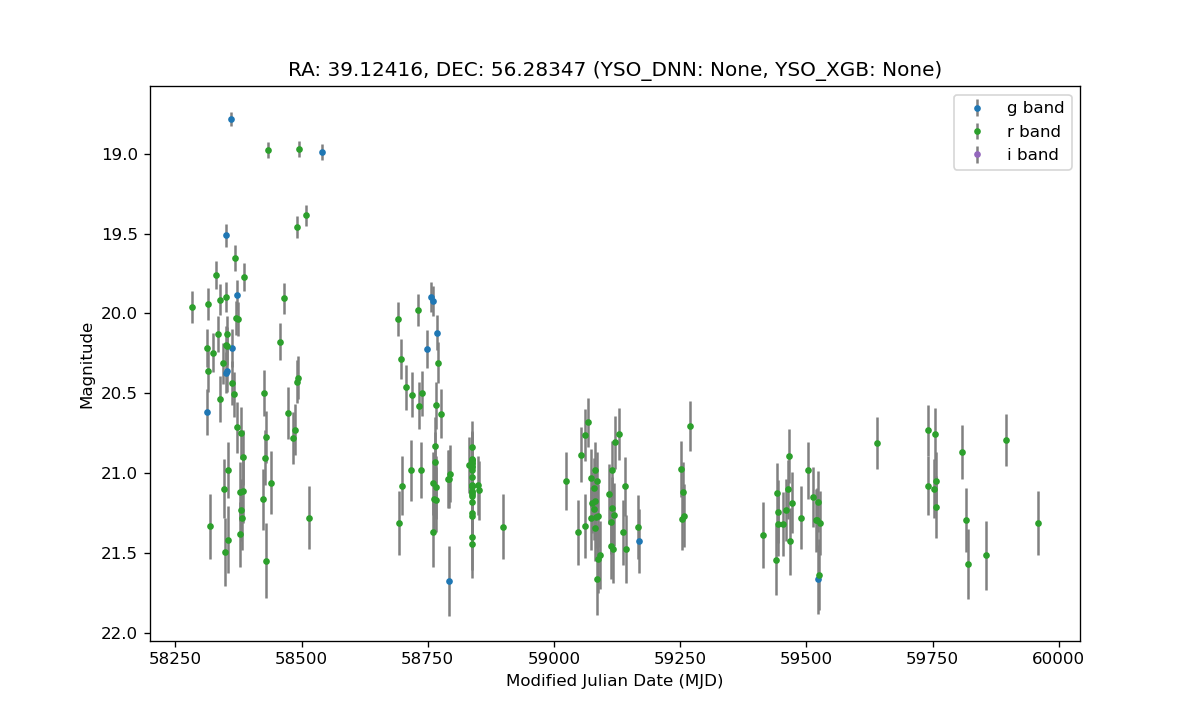 RA: 39.12416, DEC: 56.28347 (YSO_DNN: None, YSO_XGB: None)
g band
r band
i band
19.0
19.5
20.0
20.5
21.0
21.5
22.0
Magnitude
58250 58500 58750 59000 59250 59500 59750 60000
Modified Julian Date (MJD)